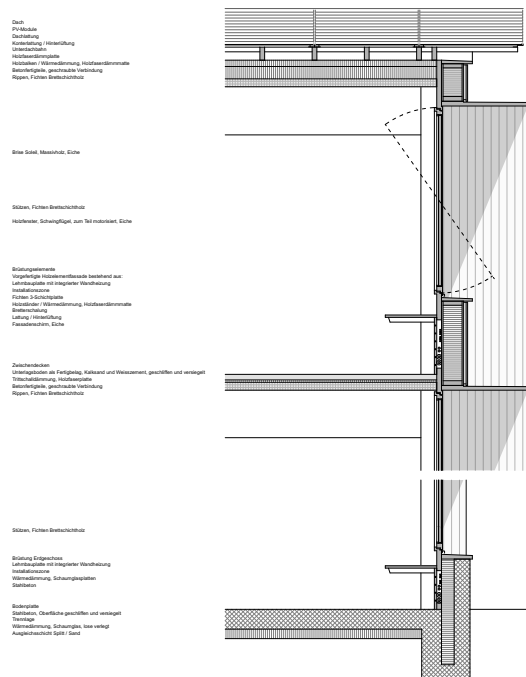 Dach
PV-Module
Dachlattung
Konterlattung / Hinterlüftung
Unterdachbahn
Holzfaserdämmplatte
Holzbalken / Wärmedämmung, Holzfaserdämmmatte
Betonfertigteile, geschraubte Verbindung
Rippen, Fichten Brettschichtholz
Brise Soleil, Massivholz, Eiche
Stützen, Fichten Brettschichtholz
Holzfenster, Schwingflügel, zum Teil motorisiert, Eiche
Brüstungselemente
Vorgefertigte Holzelementfassade bestehend aus:
Lehmbauplatte mit integrierter Wandheizung
Installationszone
Fichten 3-Schichtplatte
Holzständer / Wärmedämmung, Holzfaserdämmmatte
Bretterschalung
Lattung / Hinterlüftung
Fassadenschirm, Eiche
Zwischendecken
Unterlagsboden als Fertigbelag, Kalksand und Weisszement, geschliffen und versiegelt
Trittschalldämmung, Holzfaserplatte
Betonfertigteile, geschraubte Verbindung
Rippen, Fichten Brettschichtholz
Stützen, Fichten Brettschichtholz
Brüstung Erdgeschoss
Lehmbauplatte mit integrierter Wandheizung
Installationszone
Wärmedämmung, Schaumglasplatten
Stahlbeton
Bodenplatte
Stahlbeton, Oberfläche geschliffen und versiegelt
Trennlage
Wärmedämmung, Schaumglas, lose verlegt
Ausgleichsschicht Splitt / Sand